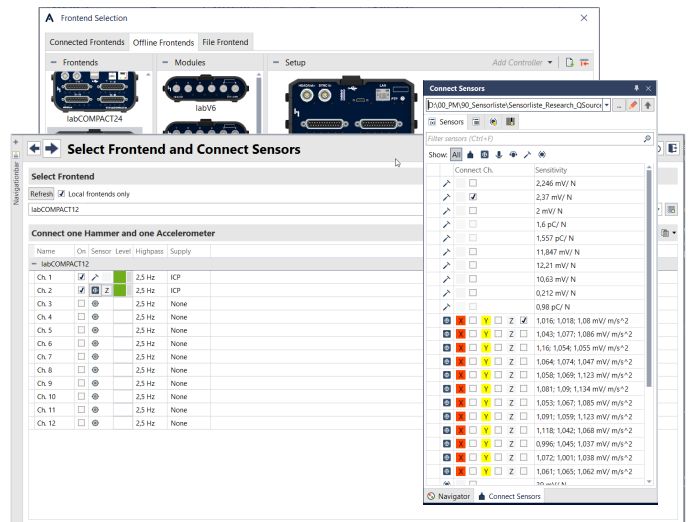 Frontend Selection
Connected Frontends Offline Frontends File Frontend
Frontends
Modules
Setup
Add Controller
labCOMPACT24
labV6
HEADLink+ SYNC In
LAN
PTP
Select Frontend and Connect Sensors
Navigationbar
Select Frontend
Refresh Local frontends only
labCOMPACT12
Connect one Hammer and one Accelerometer
Name On Sensor Level Highpass Supply
labCOMPACT12
Ch. 1 2,5 Hz ICP
Ch. 2 Z 2,5 Hz ICP
Ch. 3 2,5 Hz None
Ch. 4 2,5 Hz None
Ch. 5 2,5 Hz None
Ch. 6 2,5 Hz None
Ch. 7 2,5 Hz None
Ch. 8 2,5 Hz None
Ch. 9 2,5 Hz None
Ch. 10 2,5 Hz None
Ch. 11 2,5 Hz None
Ch. 12 2,5 Hz None
Connect Sensors
D:\00_PM\90_Sensorliste\Sensorliste_Research_QSource ...
Sensors
Filter sensors (Ctrl+F)
Show: All
Connect Ch. Sensitivity
2,246 mV/ N
2,37 mV/ N
2 mV/ N
1,6 pC/ N
1,557 pC/ N
11,847 mV/ N
12,21 mV/ N
10,63 mV/ N
0,212 mV/ N
0,98 pC/ N
X Y Z 1,016; 1,018; 1,08 mV/ m/s^2
X Y Z 1,043; 1,077; 1,086 mV/ m/s^2
X Y Z 1,16; 1,054; 1,055 mV/ m/s^2
X Y Z 1,064; 1,074; 1,047 mV/ m/s^2
X Y Z 1,058; 1,069; 1,123 mV/ m/s^2
X Y Z 1,081; 1,09; 1,134 mV/ m/s^2
X Y Z 1,053; 1,067; 1,085 mV/ m/s^2
X Y Z 1,091; 1,059; 1,123 mV/ m/s^2
X Y Z 1,118; 1,042; 1,068 mV/ m/s^2
X Y Z 0,996; 1,045; 1,037 mV/ m/s^2
X Y Z 1,072; 1,001; 1,038 mV/ m/s^2
X Y Z 1,061; 1,065; 1,062 mV/ m/s^2
Navigator Connect Sensors